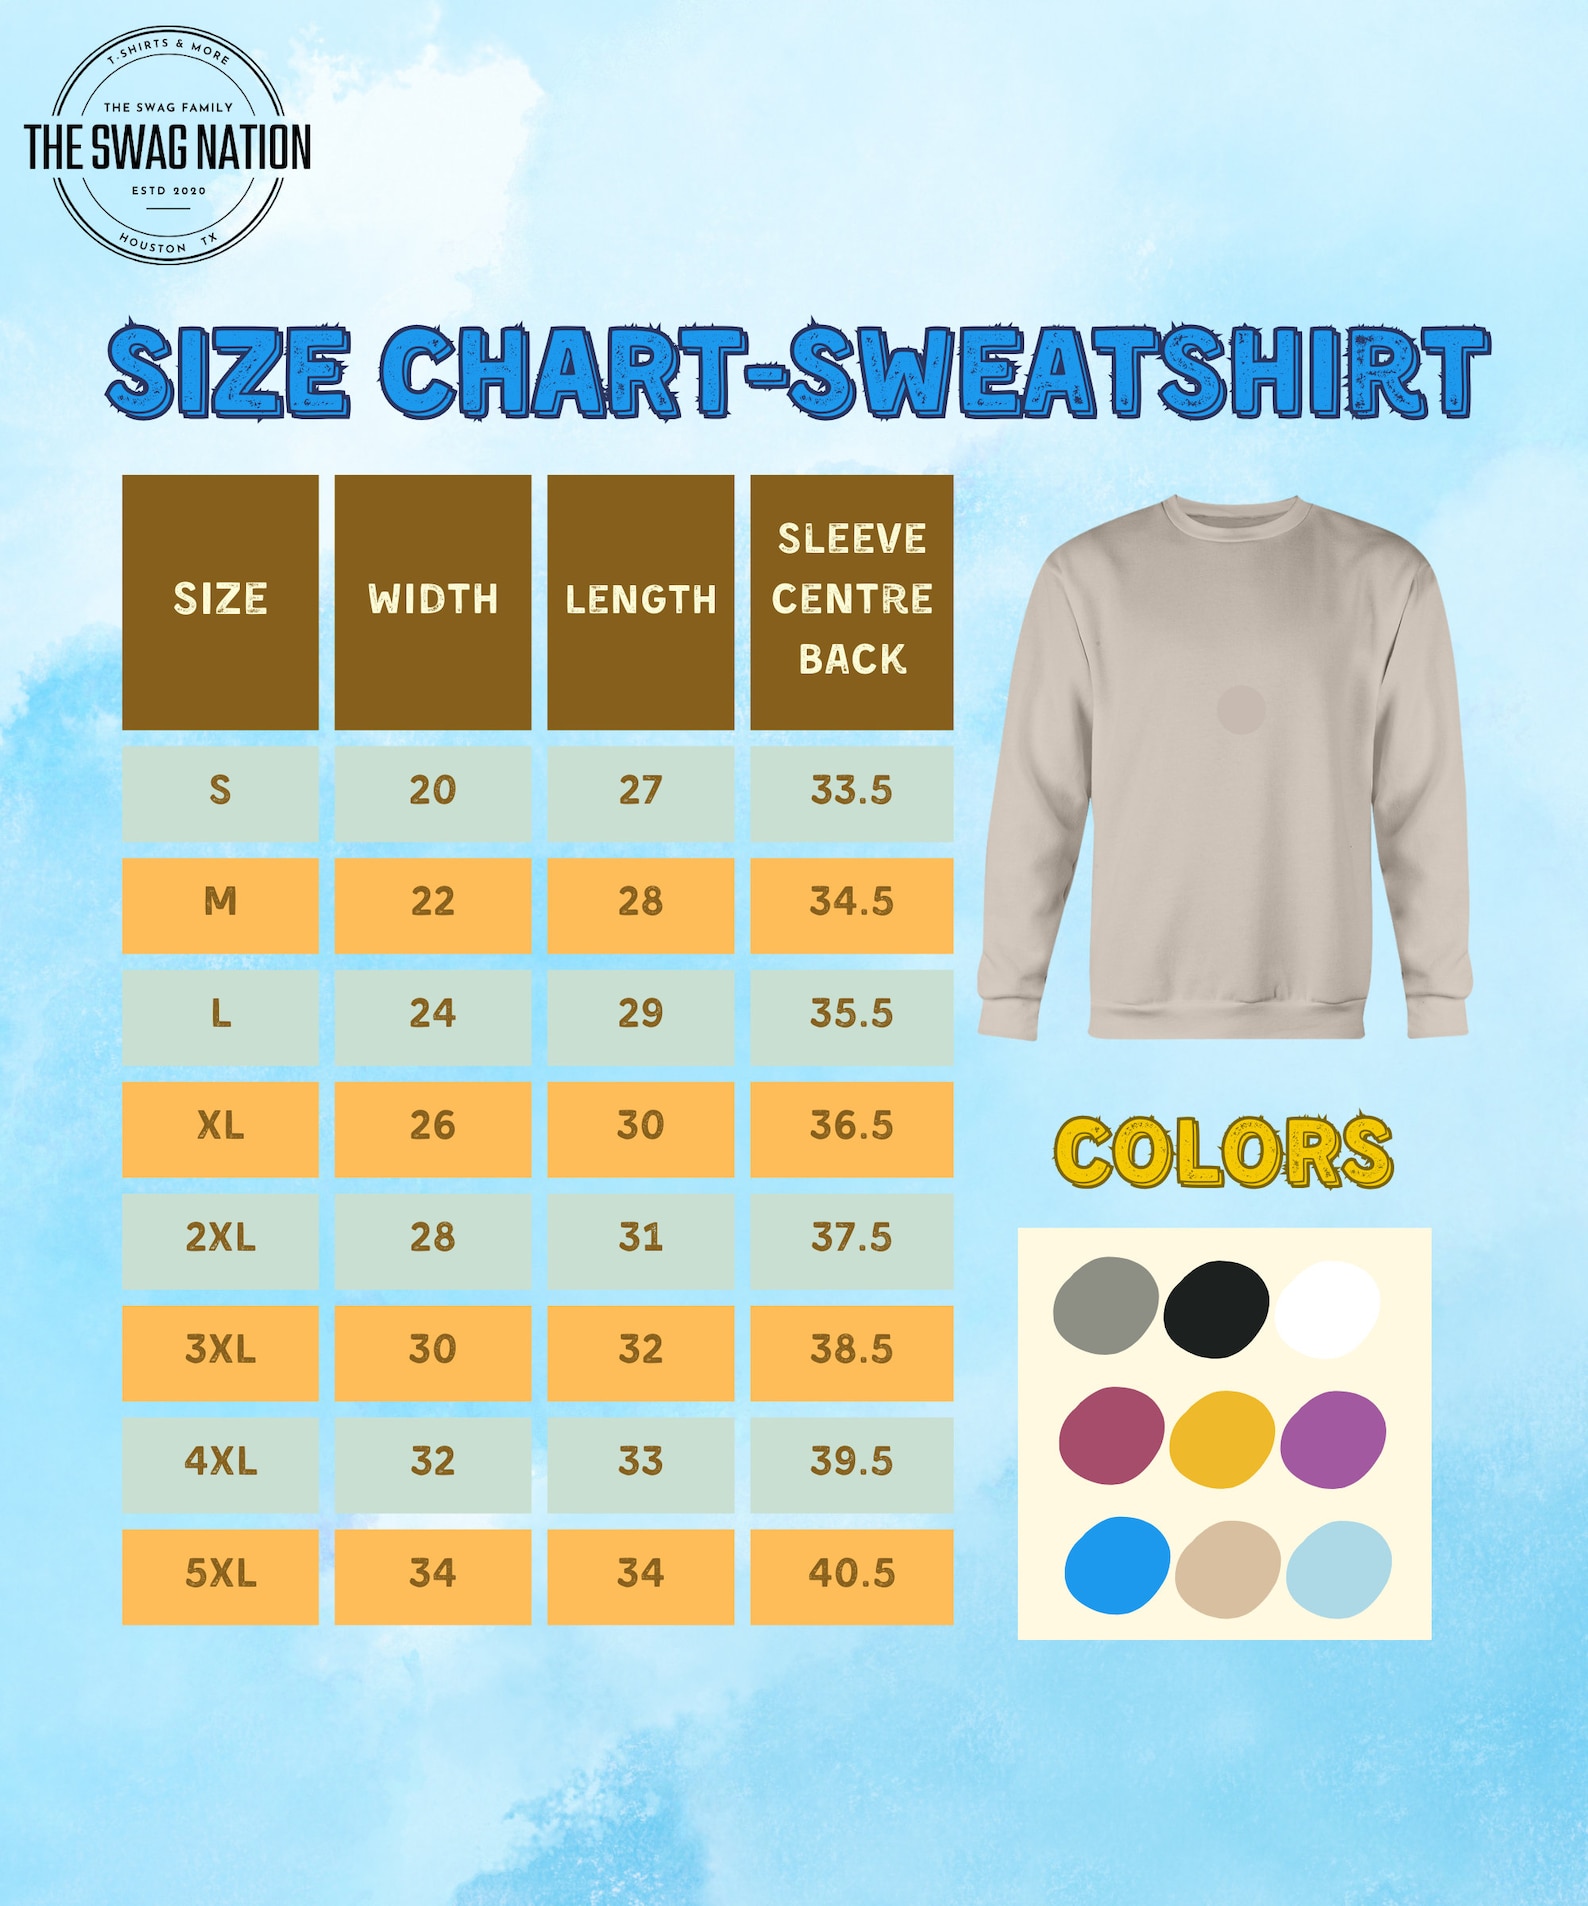 T-SHIRTS & MORE
THE SWAG FAMILY
THE SWAG NATION
ESTD 2020
HOUSTON TX
SIZE CHART-SWEATSHIRT
SIZE WIDTH LENGTH SLEEVE CENTRE BACK
S 20 27 33.5
M 22 28 34.5
L 24 29 35.5
XL 26 30 36.5
2XL 28 31 37.5
3XL 30 32 38.5
4XL 32 33 39.5
5XL 34 34 40.5
COLORS